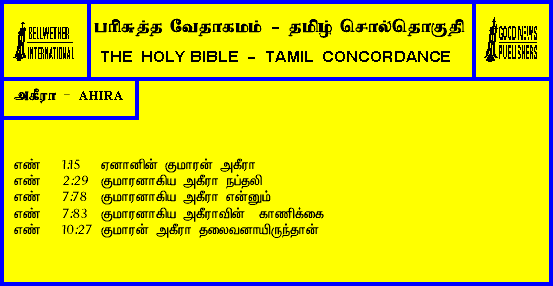 BELLWETHER
INTERNATIONAL
பரிசுத்த வேதாகமம் - தமிழ் சொல்தொகுதி
THE HOLY BIBLE - TAMIL CONCORDANCE
GOOD NEWS
PUBLISHERS
அகீரா - AHIRA
எண் 1:15 ஏனானின் குமாரன் அகீரா
எண் 2:29 குமாரனாகிய அகீரா நப்தலி
எண் 7:78 குமாரனாகிய அகீரா என்னும்
எண் 7:83 குமாரனாகிய அகீராவின் காணிக்கை
எண் 10:27 குமாரன் அகீரா தலைவனாயிருந்தான்